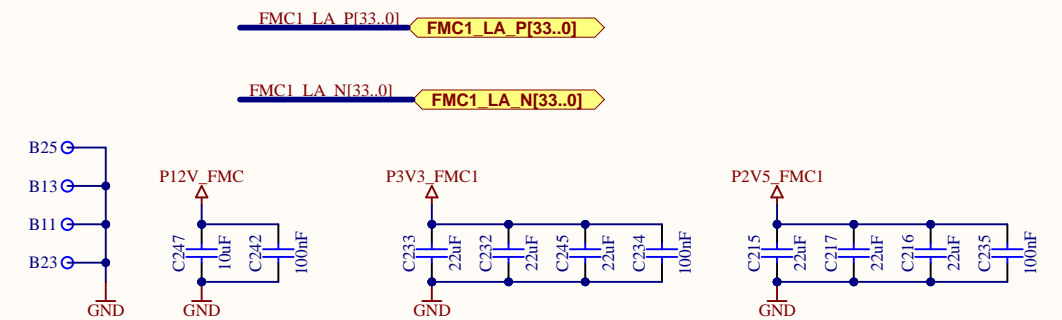 FMC1_LA_P[33..0]
FMC1_LA_P[33..0]
FMC1_LA_N[33..0]
FMC1_LA_N[33..0]
B25
B13
B11
B23
GND
P12V_FMC
C247
10uF
C242
100nF
GND
P3V3_FMC1
C233
22uF
C232
22uF
C245
22uF
C234
100nF
GND
P2V5_FMC1
C215
22uF
C217
22uF
C216
22uF
C235
100nF
GND